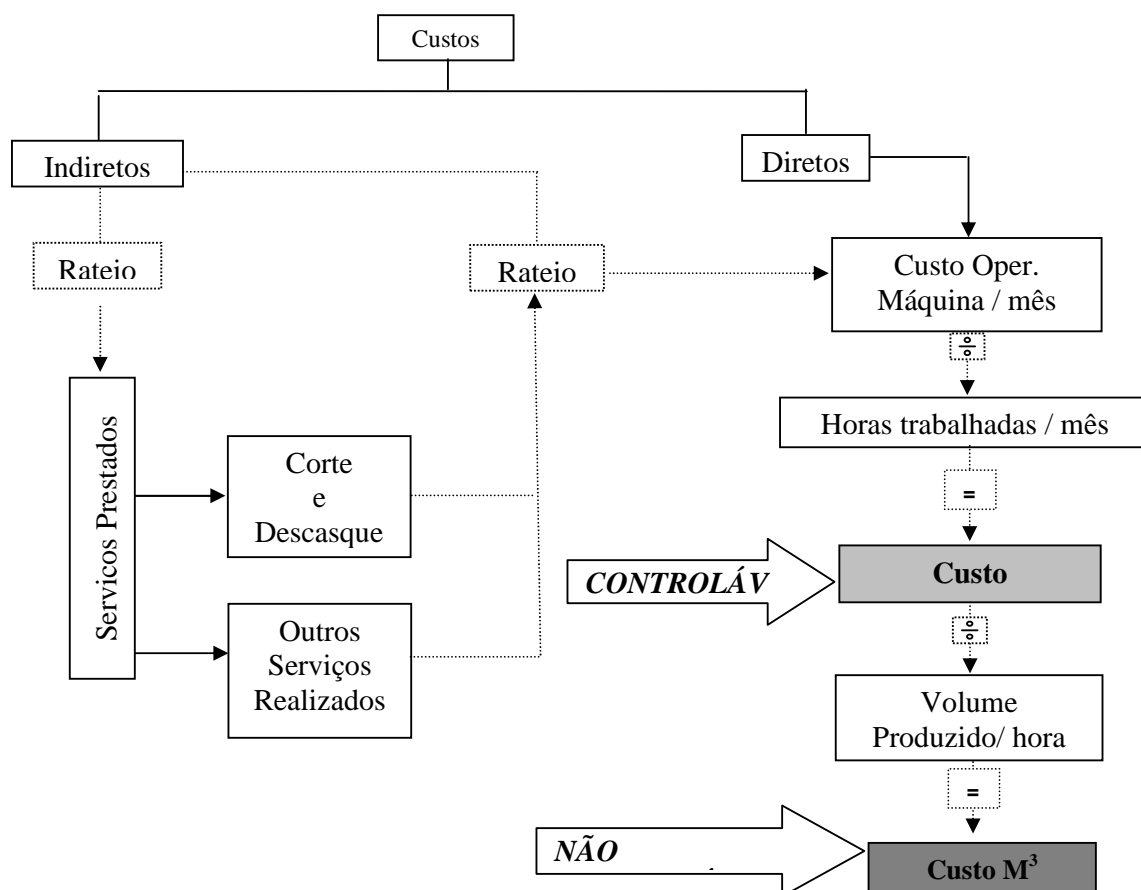 Custos
Indiretos
Diretos
Rateio
Rateio
Custo Oper.
Máquina / mês
÷
Horas trabalhadas / mês
Servicos Prestados
Corte
e
Descasque
=
CONTROLÁV
Custo
÷
Outros
Serviços
Realizados
Volume
Produzido/ hora
=
NÃO
Custo M³